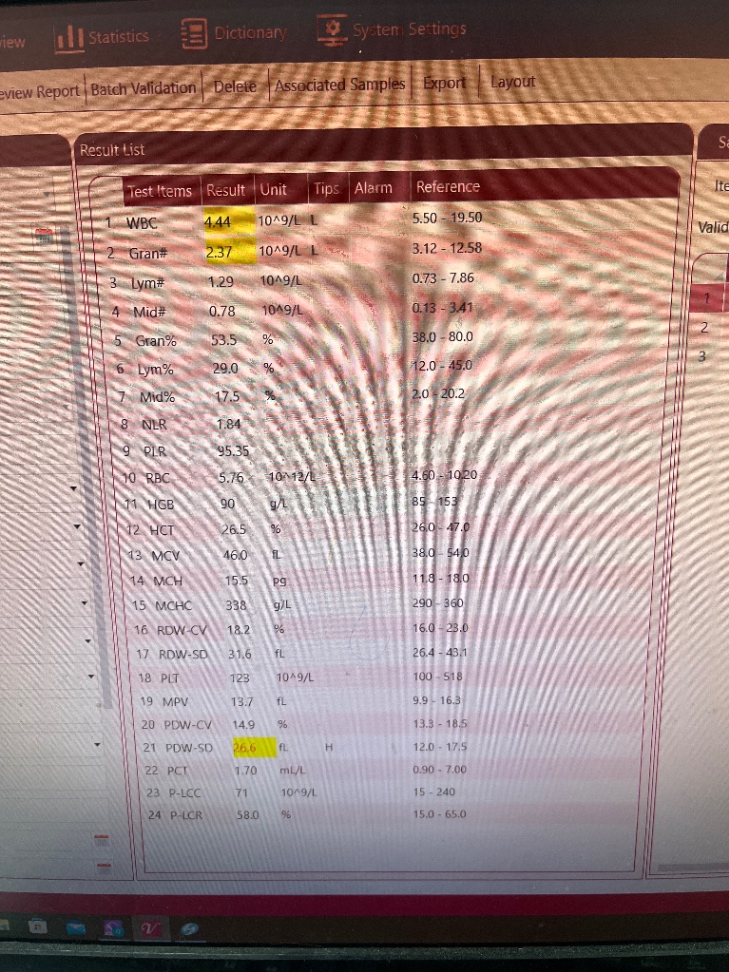 iew Statistics Dictionary System Settings
eview Report Batch Validation Delete Associated Samples Export Layout
Result List
Test Items Result Unit Tips Alarm Reference
1 WBC 4.44 10^9/L L 5.50 - 19.50
2 Gran# 2.37 10^9/L L 3.12 - 12.58
3 Lym# 1.29 10^9/L 0.73 - 7.86
4 Mid# 0.78 10^9/L 0.13 - 3.41
5 Gran% 53.5 % 38.0 - 80.0
6 Lym% 29.0 % 12.0 - 45.0
7 Mid% 17.5 % 2.0 - 20.2
8 NLR 1.84
9 PLR 95.35
10 RBC 5.76 10^12/L 4.60 - 10.20
11 HGB 90 g/L 85 - 153
12 HCT 26.5 % 26.0 - 47.0
13 MCV 46.0 fL 38.0 - 54.0
14 MCH 15.5 pg 11.8 - 18.0
15 MCHC 338 g/L 290 - 360
16 RDW-CV 18.2 % 16.0 - 23.0
17 RDW-SD 31.6 fL 26.4 - 43.1
18 PLT 123 10^9/L 100 - 518
19 MPV 13.7 fL 9.9 - 16.3
20 PDW-CV 14.9 % 13.3 - 18.5
21 PDW-SD 26.6 fL H 12.0 - 17.5
22 PCT 1.70 mL/L 0.90 - 7.00
23 P-LCC 71 10^9/L 15 - 240
24 P-LCR 58.0 % 15.0 - 65.0
Sa
Ite
Valid
1
2
3